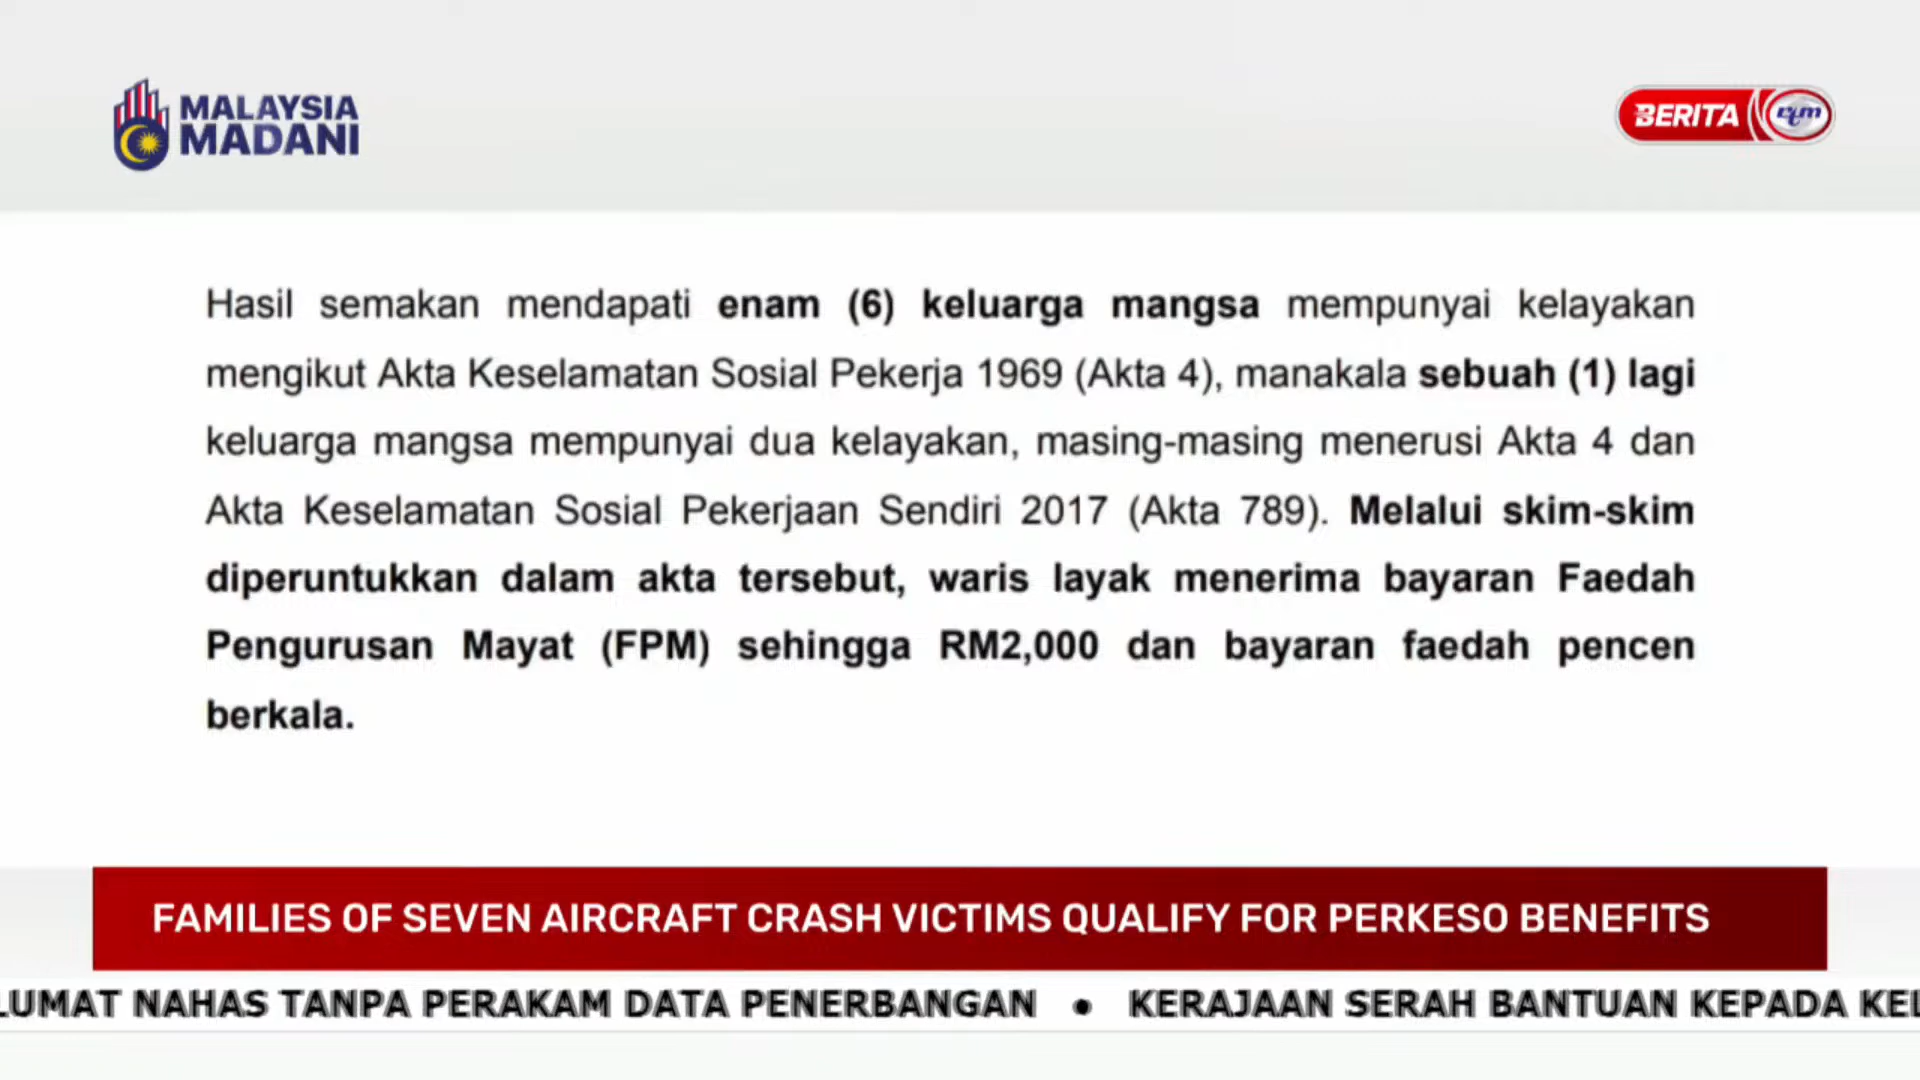 MALAYSIA
MADANI
BERITA rtm
Hasil semakan mendapati enam (6) keluarga mangsa mempunyai kelayakan
mengikut Akta Keselamatan Sosial Pekerja 1969 (Akta 4), manakala sebuah (1) lagi
keluarga mangsa mempunyai dua kelayakan, masing-masing menerusi Akta 4 dan
Akta Keselamatan Sosial Pekerjaan Sendiri 2017 (Akta 789). Melalui skim-skim
diperuntukkan dalam akta tersebut, waris layak menerima bayaran Faedah
Pengurusan Mayat (FPM) sehingga RM2,000 dan bayaran faedah pencen
berkala.
FAMILIES OF SEVEN AIRCRAFT CRASH VICTIMS QUALIFY FOR PERKESO BENEFITS
LUMAT NAHAS TANPA PERAKAM DATA PENERBANGAN • KERAJAAN SERAH BANTUAN KEPADA KEL